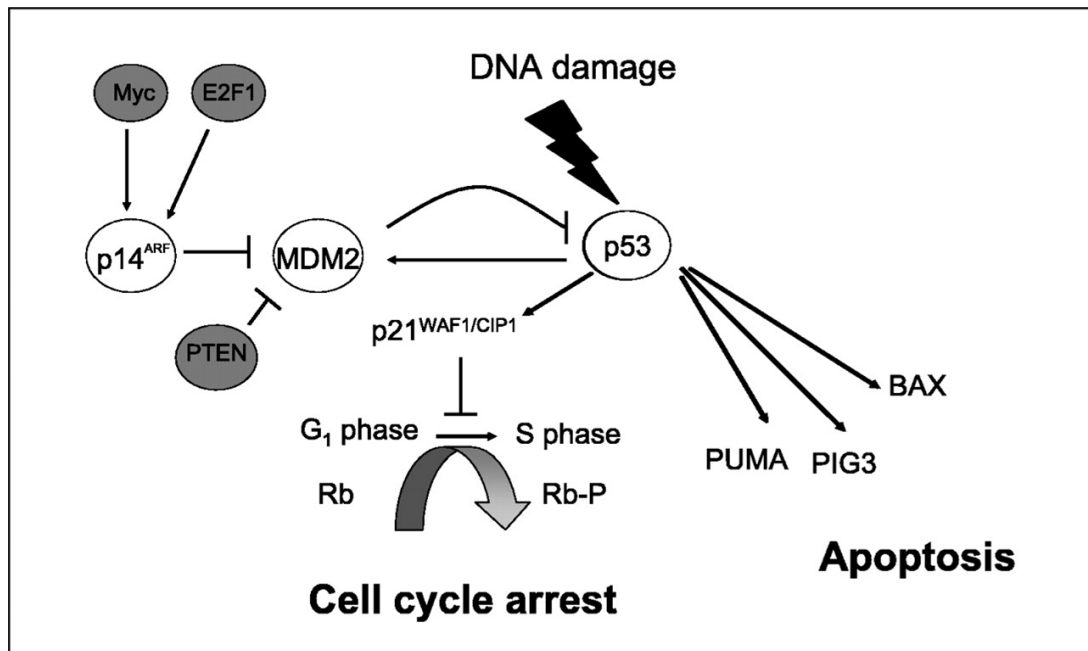 DNA damage
Myc
E2F1
p14ARF
MDM2
p53
PTEN
p21WAF1/CIP1
BAX
G1 phase
S phase
PUMA
PIG3
Rb
Rb-P
Apoptosis
Cell cycle arrest